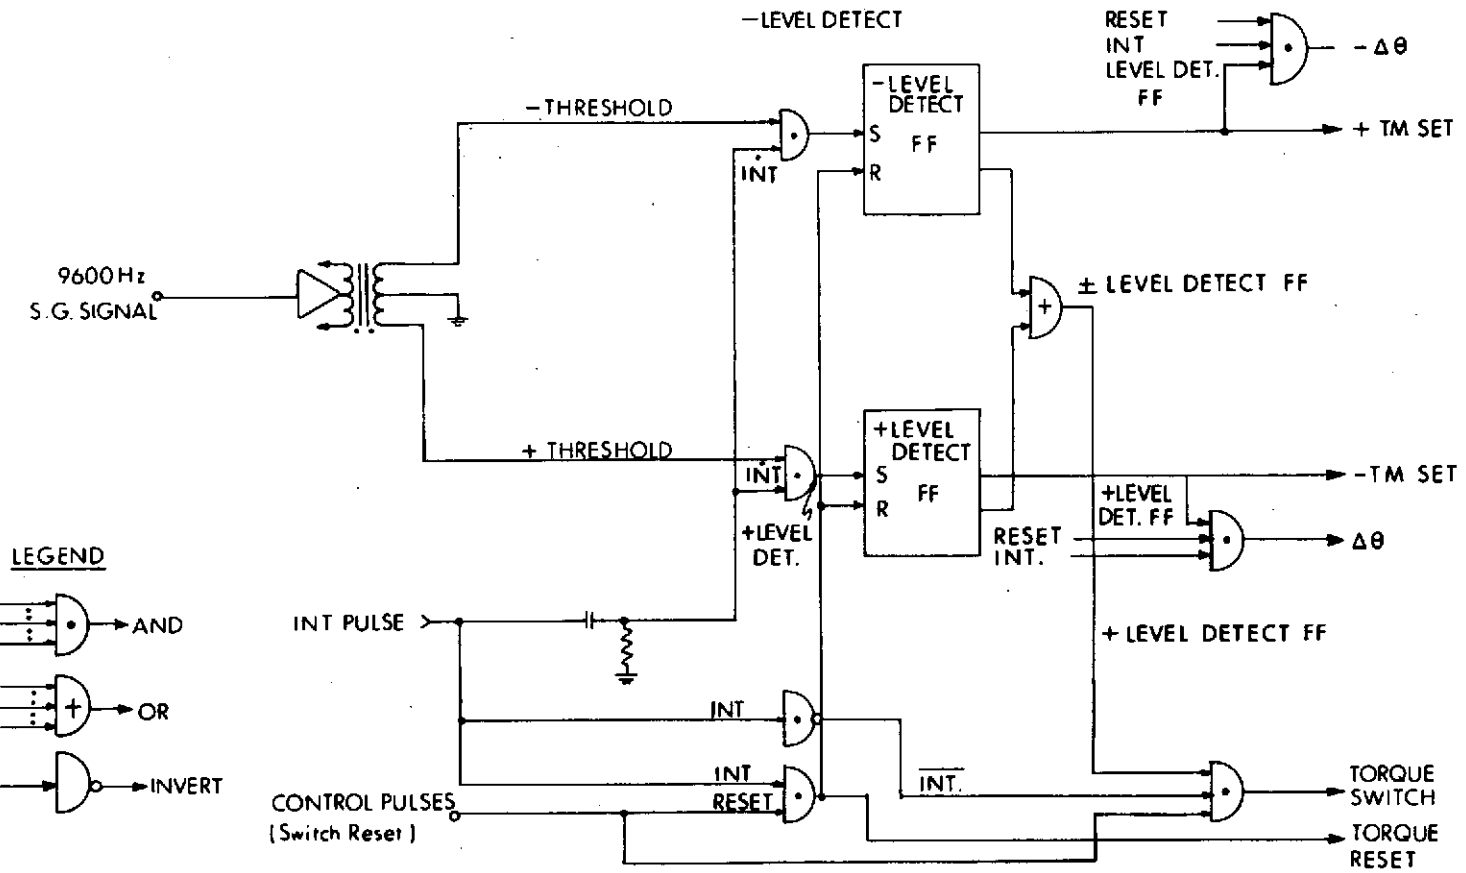 −LEVEL DETECT
RESET
INT
LEVEL DET.
FF
−Δθ
−LEVEL
DETECT
FF
S
R
+ TM SET
−THRESHOLD
INT
9600 Hz
S.G. SIGNAL
+
± LEVEL DETECT FF
+ THRESHOLD
INT
+LEVEL
DETECT
FF
S
R
−TM SET
+LEVEL
DET.
+LEVEL
DET. FF
RESET
INT.
Δθ
LEGEND
AND
+
OR
INVERT
INT PULSE
+ LEVEL DETECT FF
INT
INT
RESET
CONTROL PULSES
(Switch Reset)
I̅N̅T̅.
TORQUE
SWITCH
TORQUE
RESET